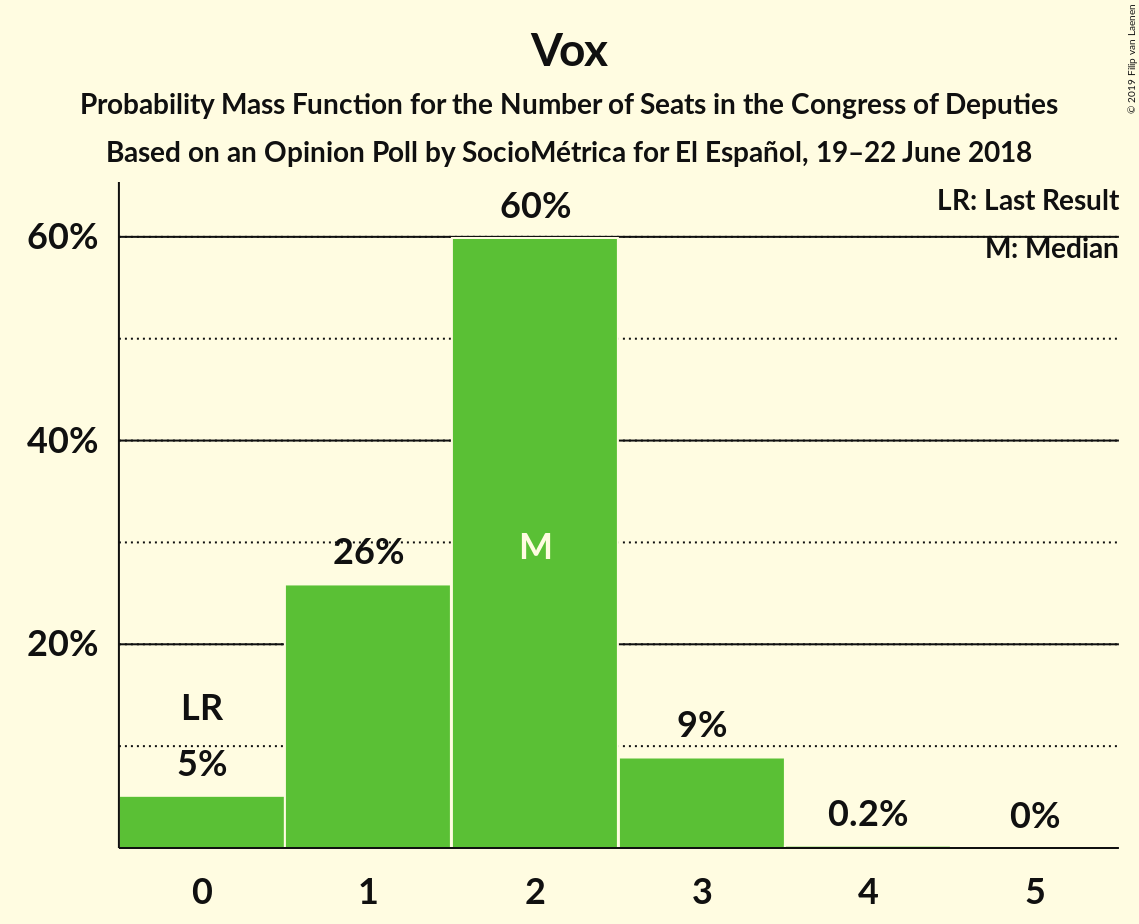 © 2019 Filip van Laenen
Vox
Probability Mass Function for the Number of Seats in the Congress of Deputies
Based on an Opinion Poll by SocioMétrica for El Español, 19–22 June 2018
LR: Last Result
M: Median
60%
40%
20%
LR
5%
26%
60%
M
9%
0.2%
0%
0 1 2 3 4 5